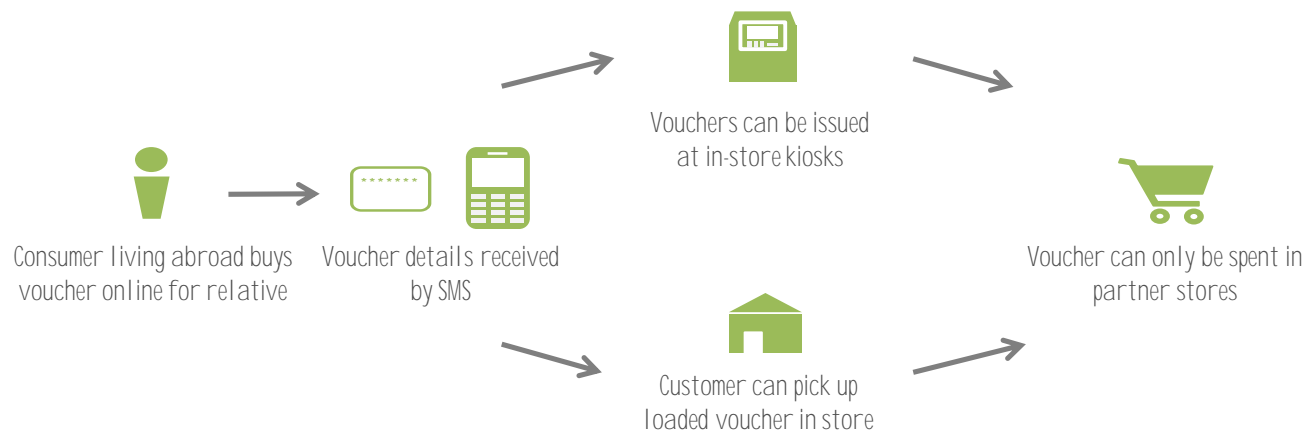 Vouchers can be issued
at in-store kiosks
*******
Consumer living abroad buys
voucher online for relative
Voucher details received
by SMS
Voucher can only be spent in
partner stores
Customer can pick up
loaded voucher in store